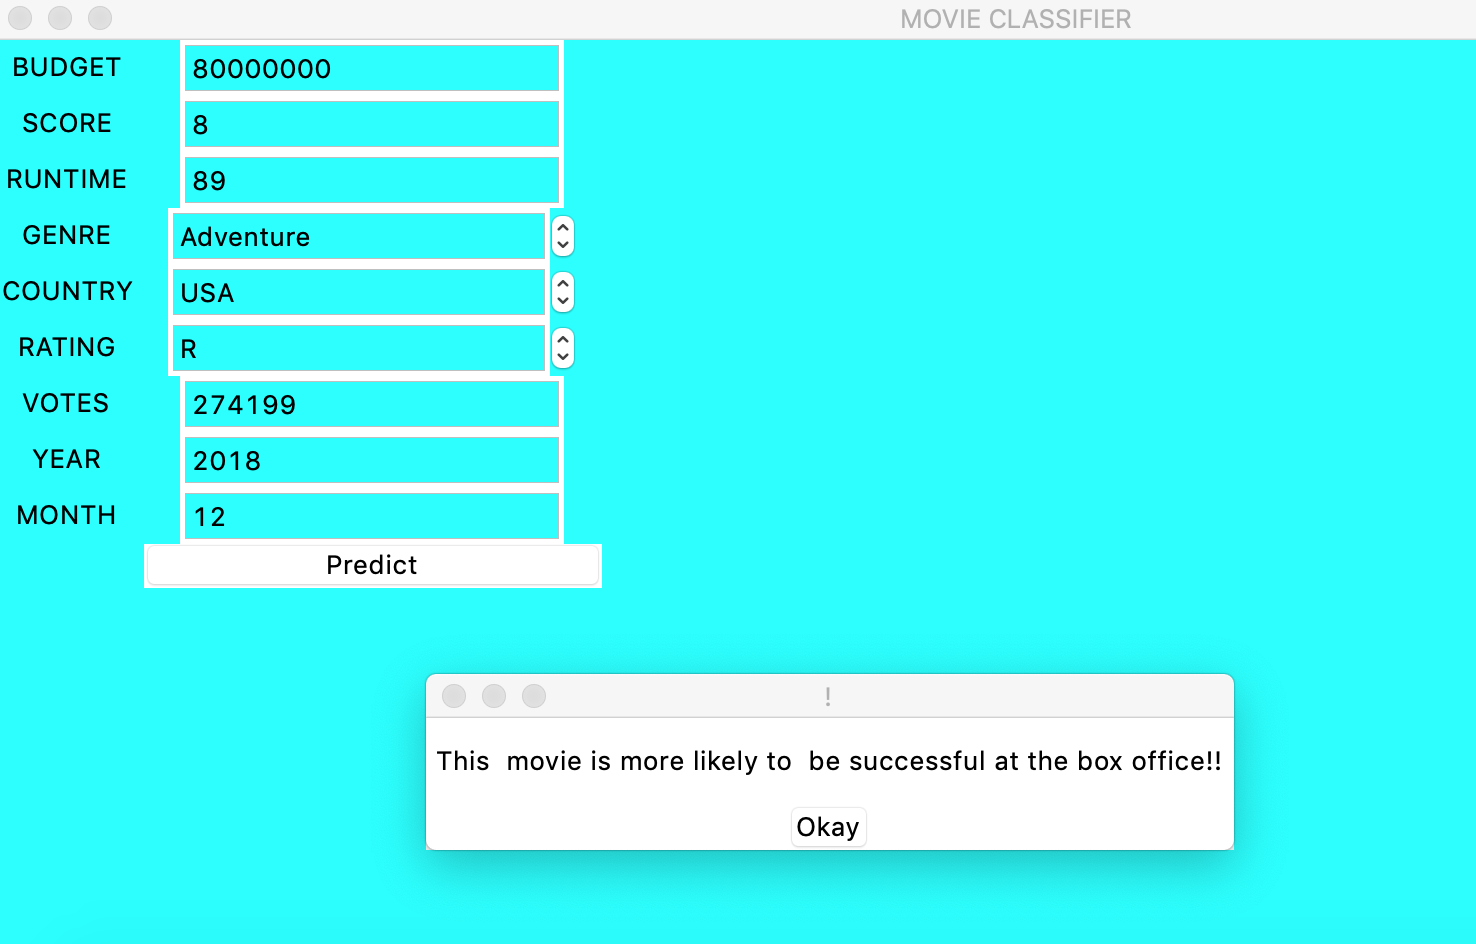 MOVIE CLASSIFIER
BUDGET 80000000
SCORE 8
RUNTIME 89
GENRE Adventure
COUNTRY USA
RATING R
VOTES 274199
YEAR 2018
MONTH 12
Predict
!
This  movie is more likely to  be successful at the box office!!
Okay